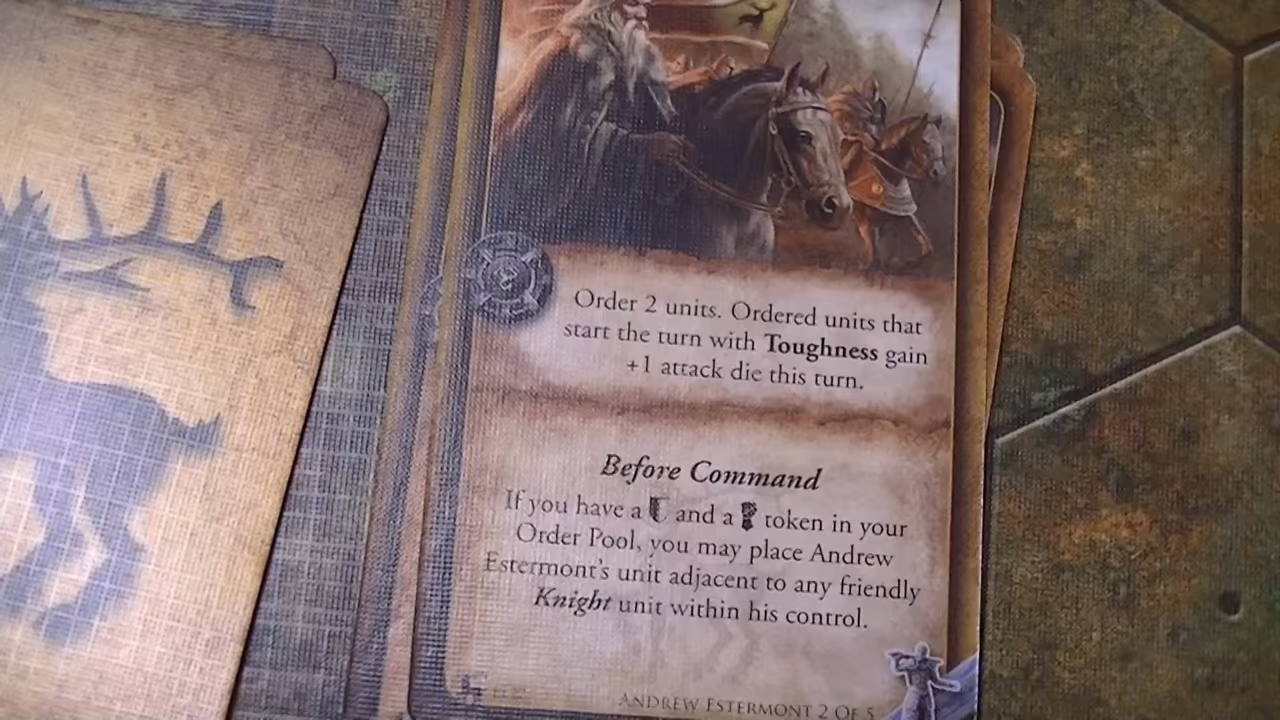 Order 2 units. Ordered units that
start the turn with Toughness gain
+1 attack die this turn.
Before Command
If you have a and a token in your
Order Pool, you may place Andrew
Estermont's unit adjacent to any friendly
Knight unit within his control.
ANDREW ESTERMONT 2 OF 5